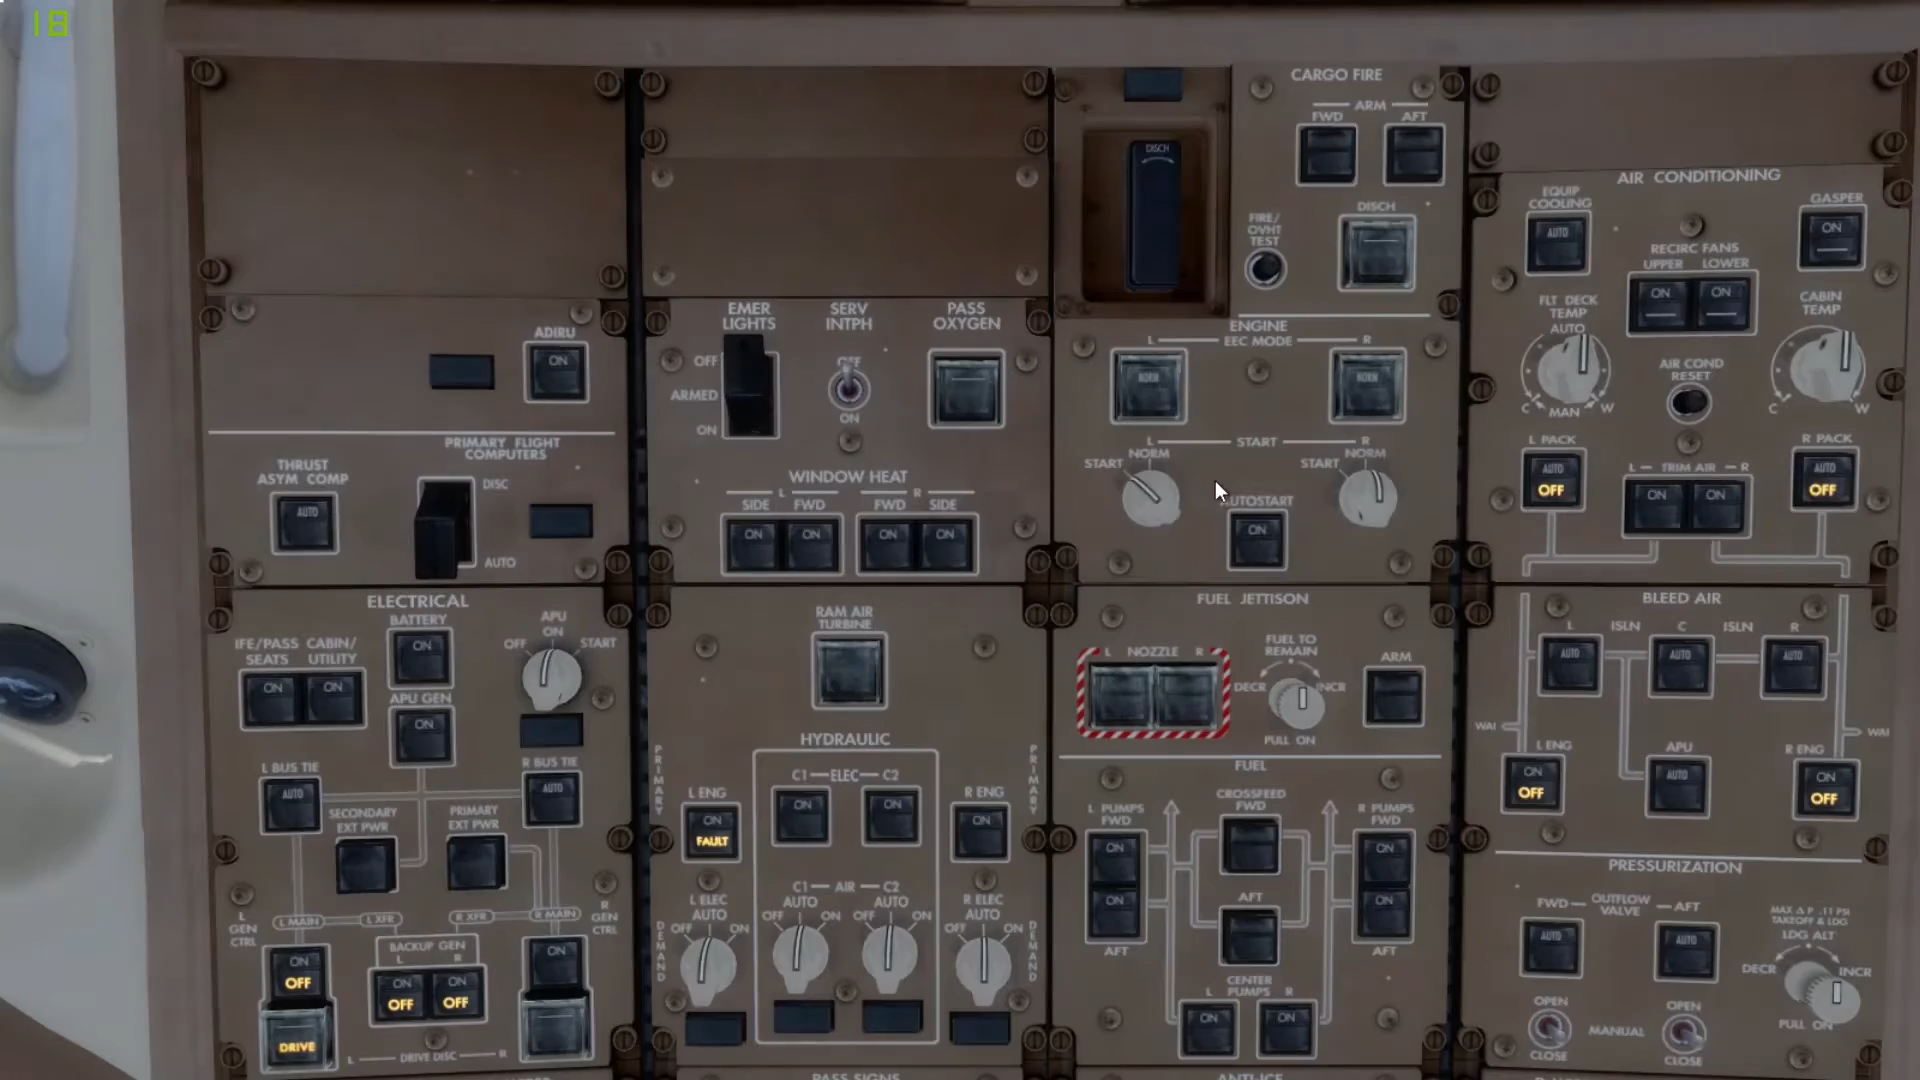 18
CARGO FIRE
ARM
FWD AFT
DISCH
DISCH
FIRE/
OVHT
TEST
AIR CONDITIONING
EQUIP
COOLING
AUTO
GASPER
ON
RECIRC FANS
UPPER LOWER
ON ON
FLT DECK
TEMP
AUTO
C MAN W
CABIN
TEMP
C W
AIR COND
RESET
L PACK
AUTO
OFF
R PACK
AUTO
OFF
L TRIM AIR R
ON ON
ADIRU
ON
EMER
LIGHTS
OFF
ARMED
ON
SERV
INTPH
OFF
ON
PASS
OXYGEN
ENGINE
L EEC MODE R
NORM NORM
L START R
START NORM
START NORM
AUTOSTART
ON
PRIMARY FLIGHT
COMPUTERS
DISC
AUTO
THRUST
ASYM COMP
AUTO
WINDOW HEAT
L R
SIDE FWD FWD SIDE
ON ON ON ON
ELECTRICAL
BATTERY
ON
APU
ON
OFF START
IFE/PASS
SEATS
CABIN/
UTILITY
ON ON
APU GEN
ON
L BUS TIE
AUTO
R BUS TIE
AUTO
SECONDARY
EXT PWR
PRIMARY
EXT PWR
L MAIN L XFR R XFR R MAIN
L
GEN
CTRL
R
GEN
CTRL
ON
OFF
BACKUP GEN
L R
ON ON
OFF OFF
ON
DRIVE
L DRIVE DISC R
RAM AIR
TURBINE
HYDRAULIC
PRIMARY
PRIMARY
C1 ELEC C2
ON ON
L ENG
ON
FAULT
R ENG
ON
C1 AIR C2
L ELEC
AUTO
OFF ON
AUTO
OFF ON
AUTO
OFF ON
R ELEC
AUTO
OFF ON
DEMAND
DEMAND
PASS SIGNS
FUEL JETTISON
L NOZZLE R
FUEL TO
REMAIN
DECR INCR
PULL ON
ARM
FUEL
L PUMPS
FWD
ON
ON
AFT
CROSSFEED
FWD
AFT
R PUMPS
FWD
ON
ON
AFT
CENTER
L PUMPS R
ON ON
ANTI-ICE
BLEED AIR
L ISLN C ISLN R
AUTO AUTO AUTO
WAI WAI
L ENG
ON
OFF
APU
AUTO
R ENG
ON
OFF
PRESSURIZATION
OUTFLOW
FWD VALVE AFT
AUTO AUTO
MAX Δ P .11 PSI
TAKEOFF & LDG
LDG ALT
DECR INCR
PULL ON
OPEN OPEN
MANUAL
CLOSE CLOSE